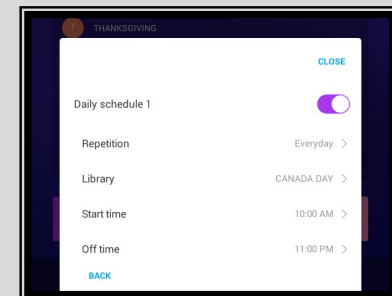 T THANKSGIVING
CLOSE
Daily schedule 1
Repetition Everyday >
Library CANADA DAY >
Start time 10:00 AM >
Off time 11:00 PM >
BACK